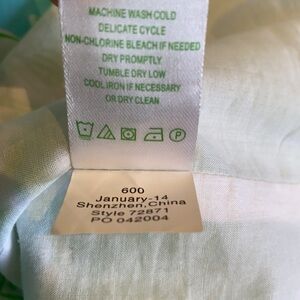 MACHINE WASH COLD
DELICATE CYCLE
NON-CHLORINE BLEACH IF NEEDED
DRY PROMPTLY
TUMBLE DRY LOW
COOL IRON IF NECESSARY
OR DRY CLEAN
P
600
January-14
Shenzhen,China
Style 72871
PO 042004